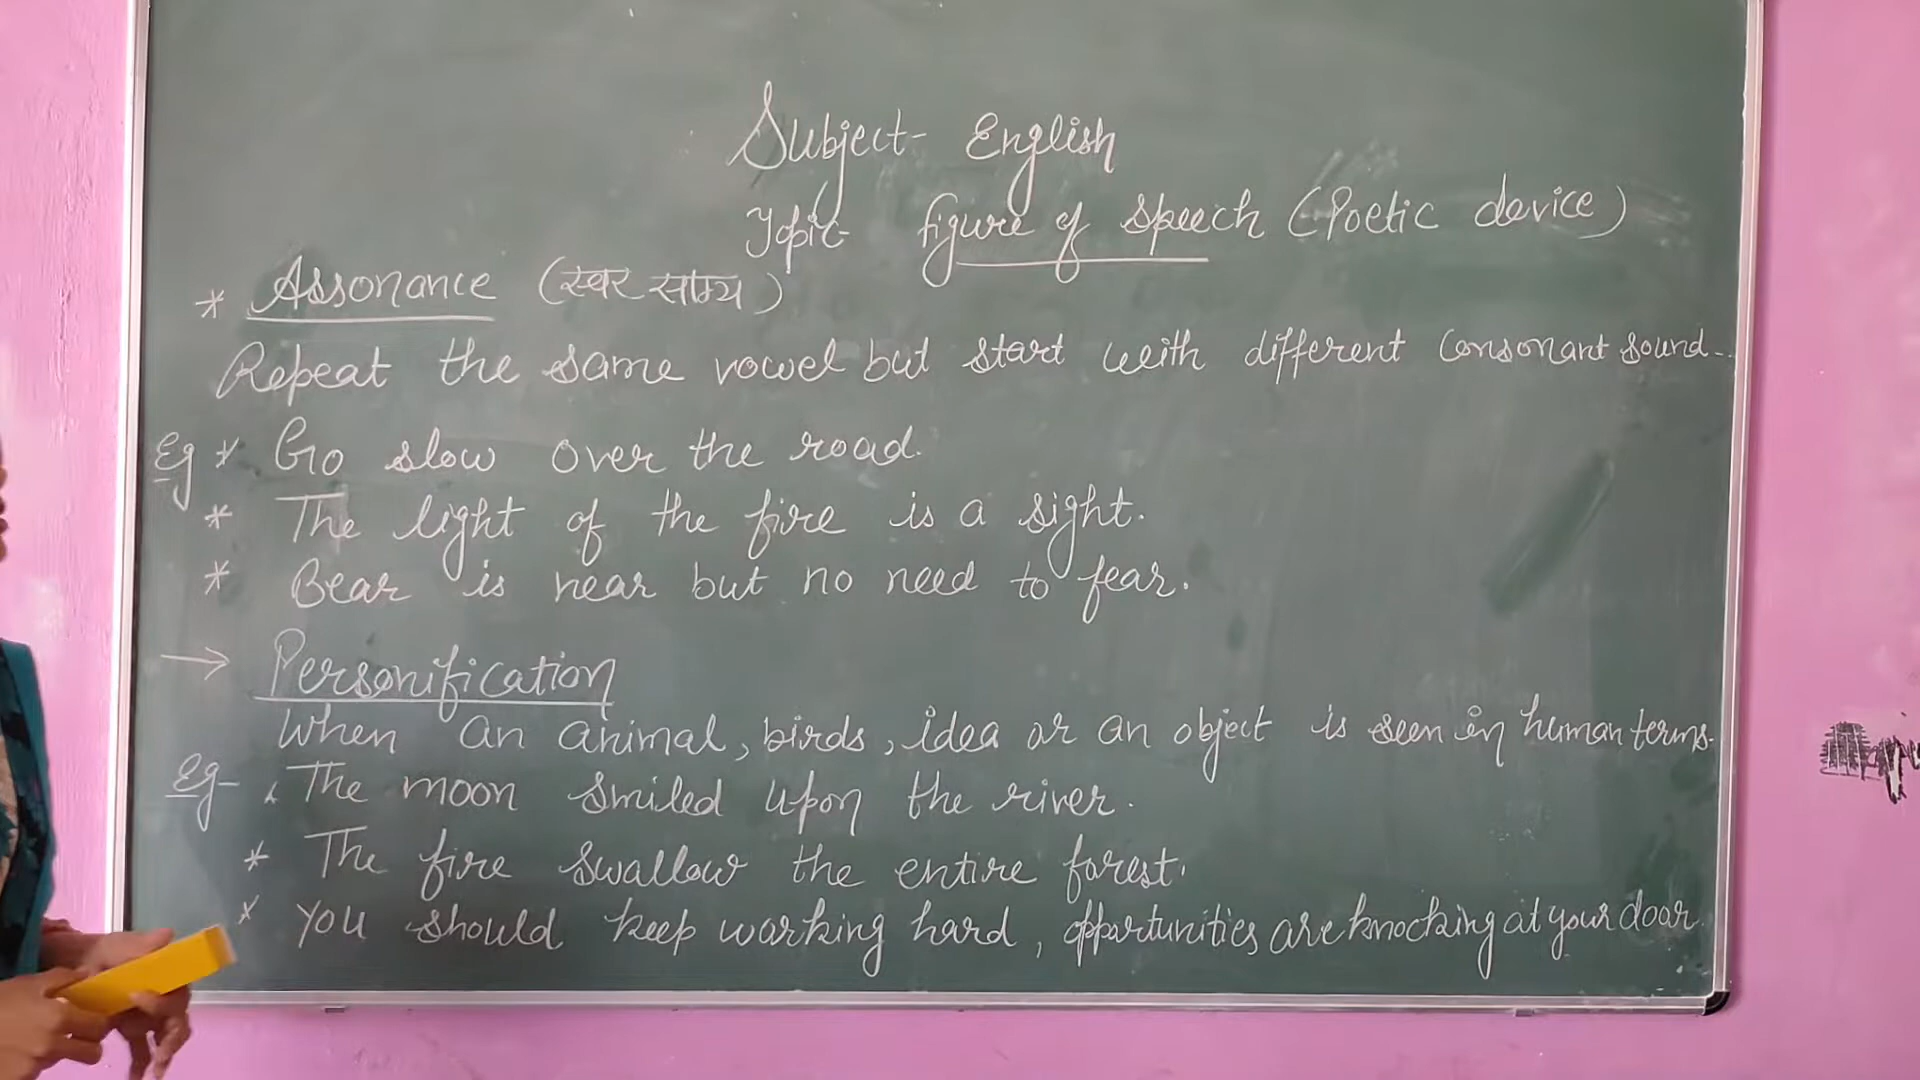 Subject- English
Topic- figure of speech (Poetic device)
* Assonance (स्वर साम्य)
Repeat the same vowel but start with different consonant sound.
Eg * Go slow over the road.
* The light of the fire is a sight.
* Bear is near but no need to fear.
→ Personification
When an animal, birds, idea or an object is seen in human terms.
Eg- * The moon smiled upon the river.
* The fire swallow the entire forest.
* You should keep working hard, opportunities are knocking at your door.